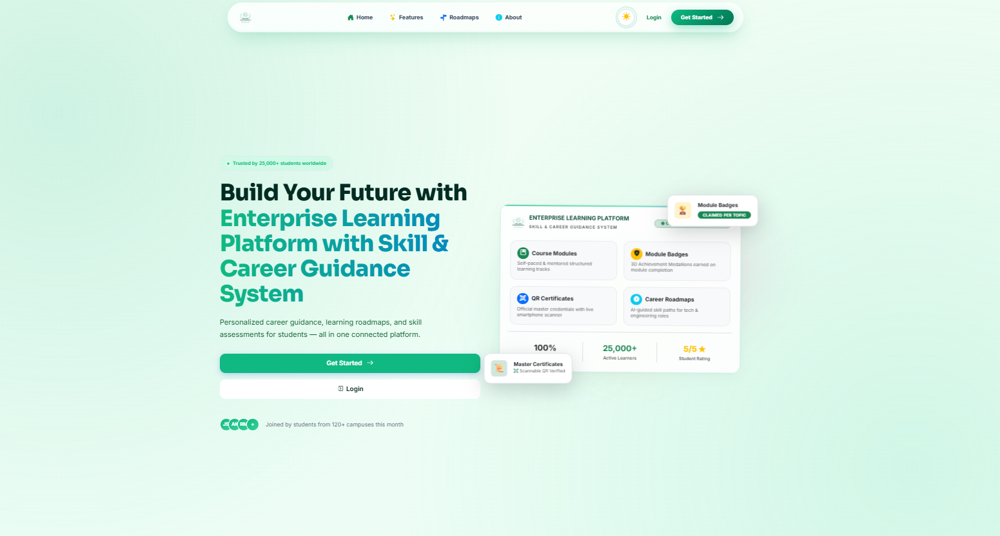 Home
Features
Roadmaps
About
Login
Get Started
Trusted by 25,000+ students worldwide
Build Your Future with
Enterprise Learning
Platform with Skill &
Career Guidance
System
Personalized career guidance, learning roadmaps, and skill
assessments for students — all in one connected platform.
Get Started
Login
JS
RM
+
Joined by students from 120+ campuses this month
ENTERPRISE LEARNING PLATFORM
SKILL & CAREER GUIDANCE SYSTEM
Module Badges
CLAIMED PER TOPIC
Course Modules
Self-paced & mentored structured
learning tracks
Module Badges
3D Achievement Medallions earned on
module completion
QR Certificates
Official master credentials with live
smartphone scanner
Career Roadmaps
AI-guided skill paths for tech &
engineering roles
100%
25,000+
Active Learners
5/5 ★
Student Rating
Master Certificates
Scannable QR Verified